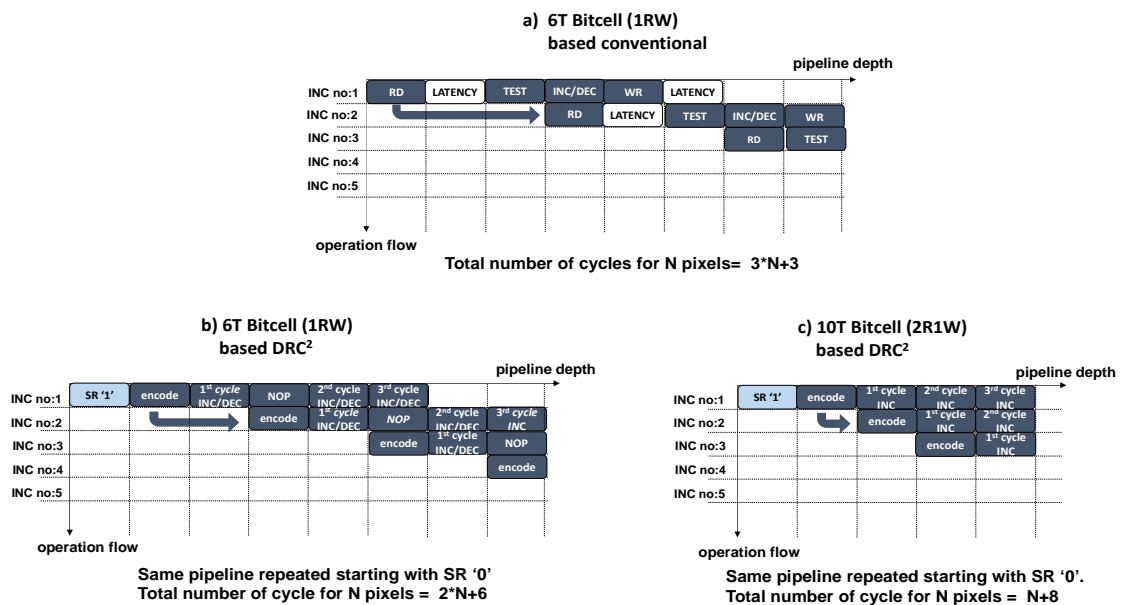 a) 6T Bitcell (1RW)
based conventional
pipeline depth
INC no:1 RD LATENCY TEST INC/DEC WR LATENCY
INC no:2 RD LATENCY TEST INC/DEC WR
INC no:3 RD TEST
INC no:4
INC no:5
operation flow
Total number of cycles for N pixels= 3*N+3
b) 6T Bitcell (1RW)
based DRC²
pipeline depth
INC no:1 SR ‘1’ encode 1st cycle INC/DEC NOP 2nd cycle INC/DEC 3rd cycle INC/DEC
INC no:2 encode 1st cycle INC/DEC NOP 2nd cycle INC/DEC 3rd cycle INC
INC no:3 encode 1st cycle INC/DEC NOP
INC no:4 encode
INC no:5
operation flow
Same pipeline repeated starting with SR ‘0’
Total number of cycle for N pixels = 2*N+6
c) 10T Bitcell (2R1W)
based DRC²
pipeline depth
INC no:1 SR ‘1’ encode 1st cycle INC 2nd cycle INC 3rd cycle INC
INC no:2 encode 1st cycle INC 2nd cycle INC
INC no:3 encode 1st cycle INC
INC no:4
INC no:5
operation flow
Same pipeline repeated starting with SR ‘0’.
Total number of cycle for N pixels = N+8